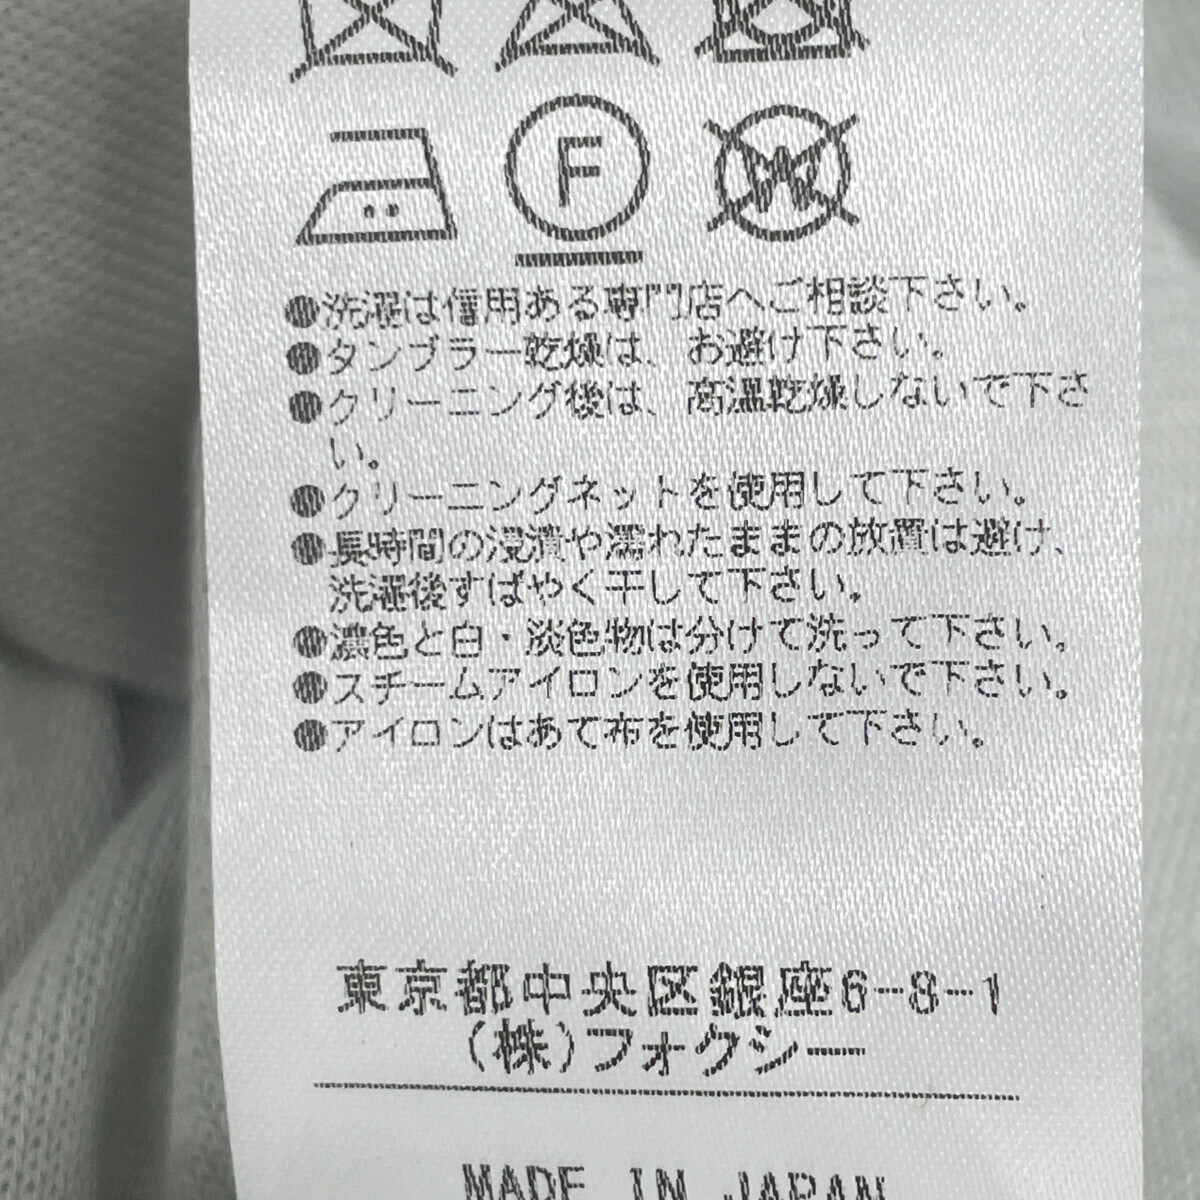 F
W
●洗濯は信用ある専門店へご相談下さい。
●タンブラー乾燥は、お避け下さい。
●クリーニング後は、高温乾燥しないで下さ
い。
●クリーニングネットを使用して下さい。
●長時間の浸漬や濡れたままの放置は避け、
洗濯後すばやく干して下さい。
●濃色と白・淡色物は分けて洗って下さい。
●スチームアイロンを使用しないで下さい。
●アイロンはあて布を使用して下さい。
東京都中央区銀座6-8-1
(株)フォクシー
MADE IN JAPAN